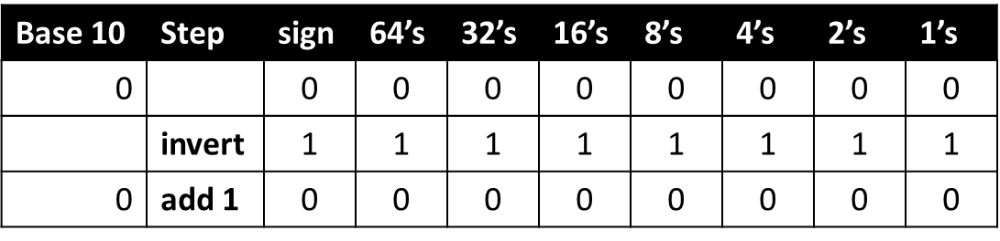 Base 10 Step sign 64’s 32’s 16’s 8’s 4’s 2’s 1’s
0 0 0 0 0 0 0 0 0
invert 1 1 1 1 1 1 1 1
0 add 1 0 0 0 0 0 0 0 0